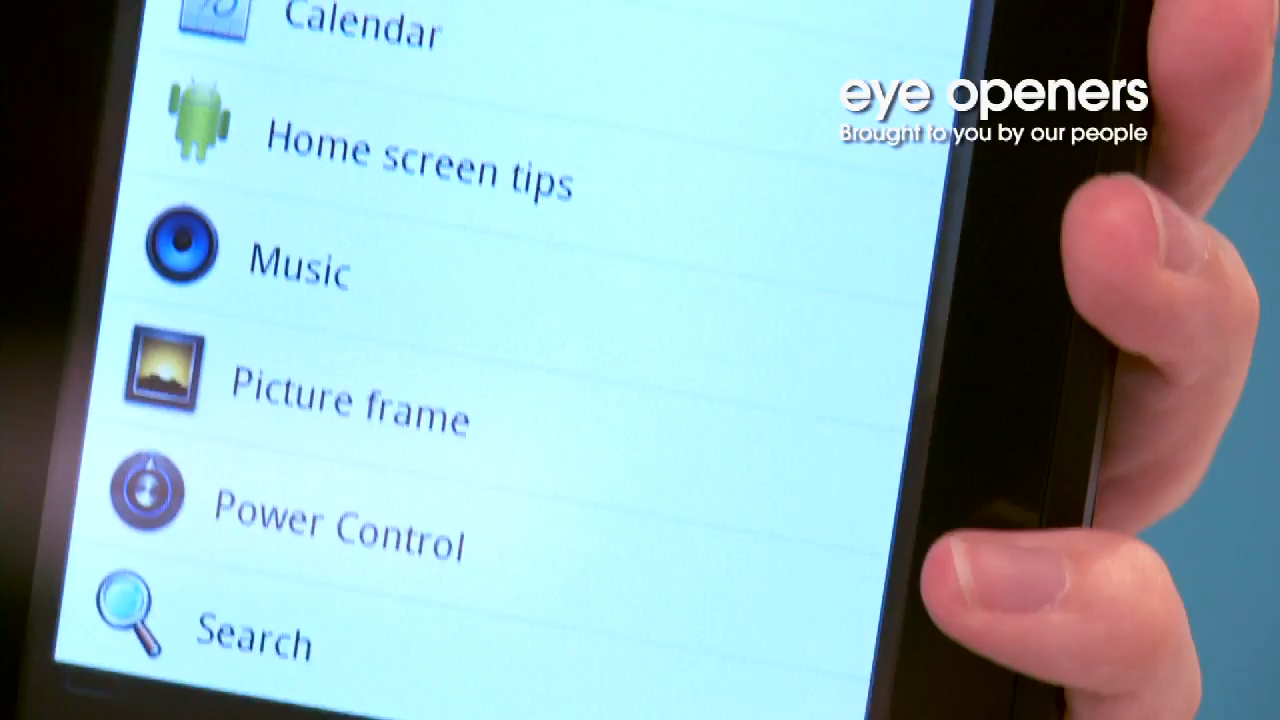 Calendar
eye openers
Brought to you by our people
Home screen tips
Music
Picture frame
Power Control
Search